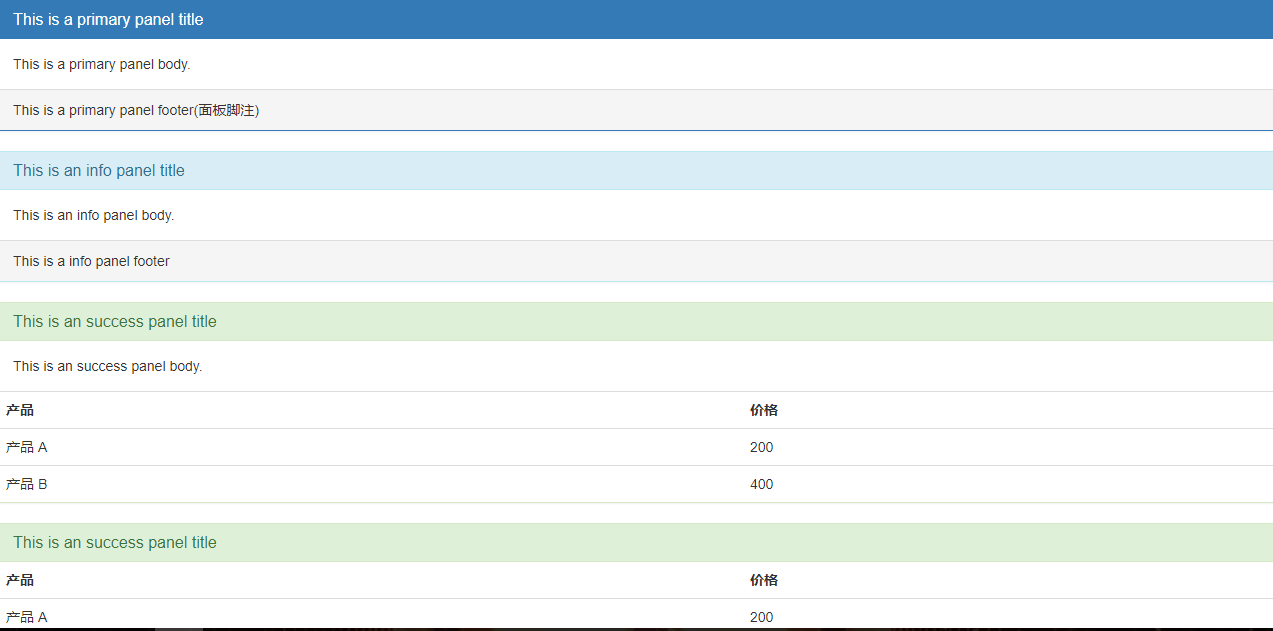 This is a primary panel title
This is a primary panel body.
This is a primary panel footer(面板脚注)
This is an info panel title
This is an info panel body.
This is a info panel footer
This is an success panel title
This is an success panel body.
产品 价格
产品 A 200
产品 B 400
This is an success panel title
产品 价格
产品 A 200